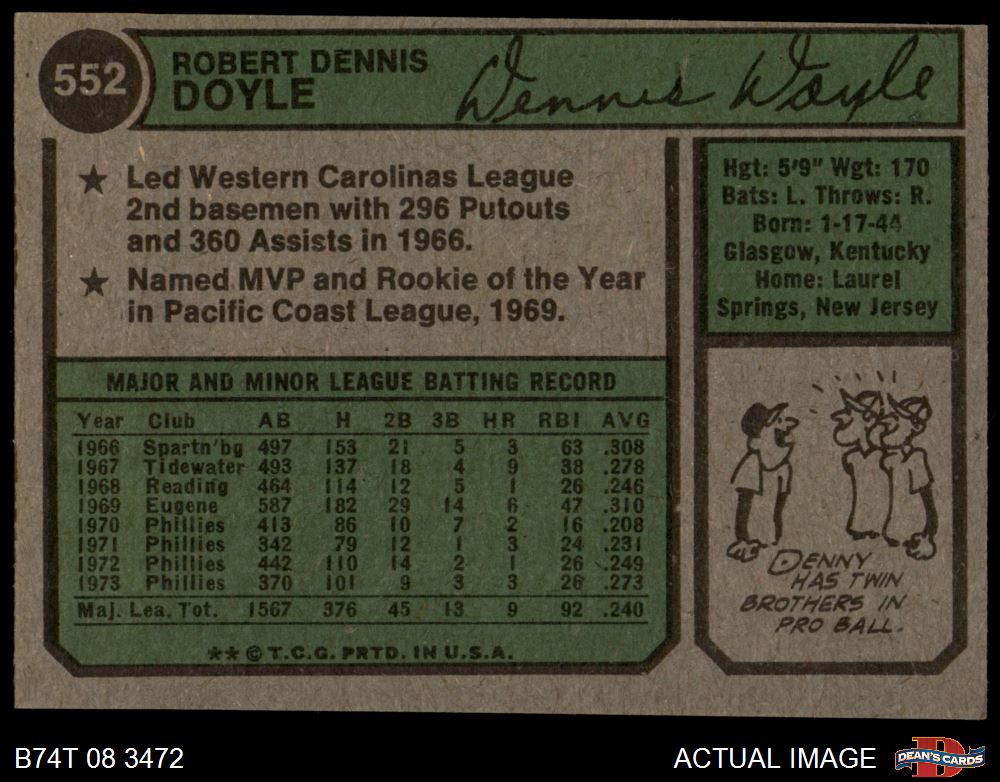 552
ROBERT DENNIS
DOYLE
Dennis Doyle
★ Led Western Carolinas League
2nd basemen with 296 Putouts
and 360 Assists in 1966.
★ Named MVP and Rookie of the Year
in Pacific Coast League, 1969.
Hgt: 5'9" Wgt: 170
Bats: L. Throws: R.
Born: 1-17-44
Glasgow, Kentucky
Home: Laurel
Springs, New Jersey
MAJOR AND MINOR LEAGUE BATTING RECORD
Year Club AB H 2B 3B HR RBI AVG
1966 Spartn'bg 497 153 21 5 3 63 .308
1967 Tidewater 493 137 18 4 9 38 .278
1968 Reading 464 114 12 5 1 26 .246
1969 Eugene 587 182 29 14 6 47 .310
1970 Phillies 413 86 10 7 2 16 .208
1971 Phillies 342 79 12 1 3 24 .231
1972 Phillies 442 110 14 2 1 26 .249
1973 Phillies 370 101 9 3 3 26 .273
Maj. Lea. Tot. 1567 376 45 13 9 92 .240
** © T.C.G. PRTD. IN U.S.A.
DENNY
HAS TWIN
BROTHERS IN
PRO BALL.
B74T 08 3472
ACTUAL IMAGE
D
DEAN'S CARDS